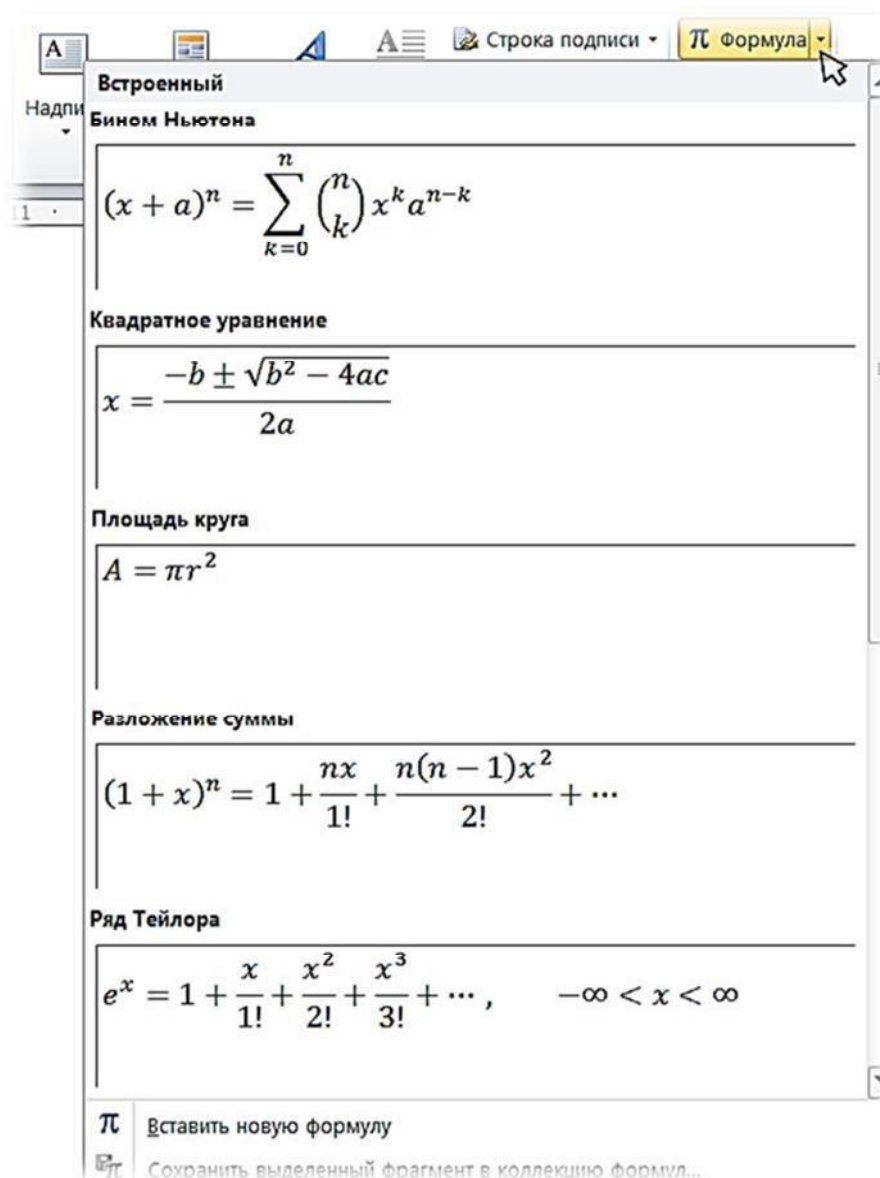 Строка подписи
π Формула
Надпи
11
Встроенный
Бином Ньютона
(x + a)^n = ∑_{k=0}^{n} (n k) x^k a^{n−k}
Квадратное уравнение
x = (−b ± √(b² − 4ac)) / 2a
Площадь круга
A = πr²
Разложение суммы
(1 + x)^n = 1 + nx/1! + n(n − 1)x²/2! + ⋯
Ряд Тейлора
e^x = 1 + x/1! + x²/2! + x³/3! + ⋯ , −∞ < x < ∞
π Вставить новую формулу
Сохранить выделенный фрагмент в коллекцию формул...